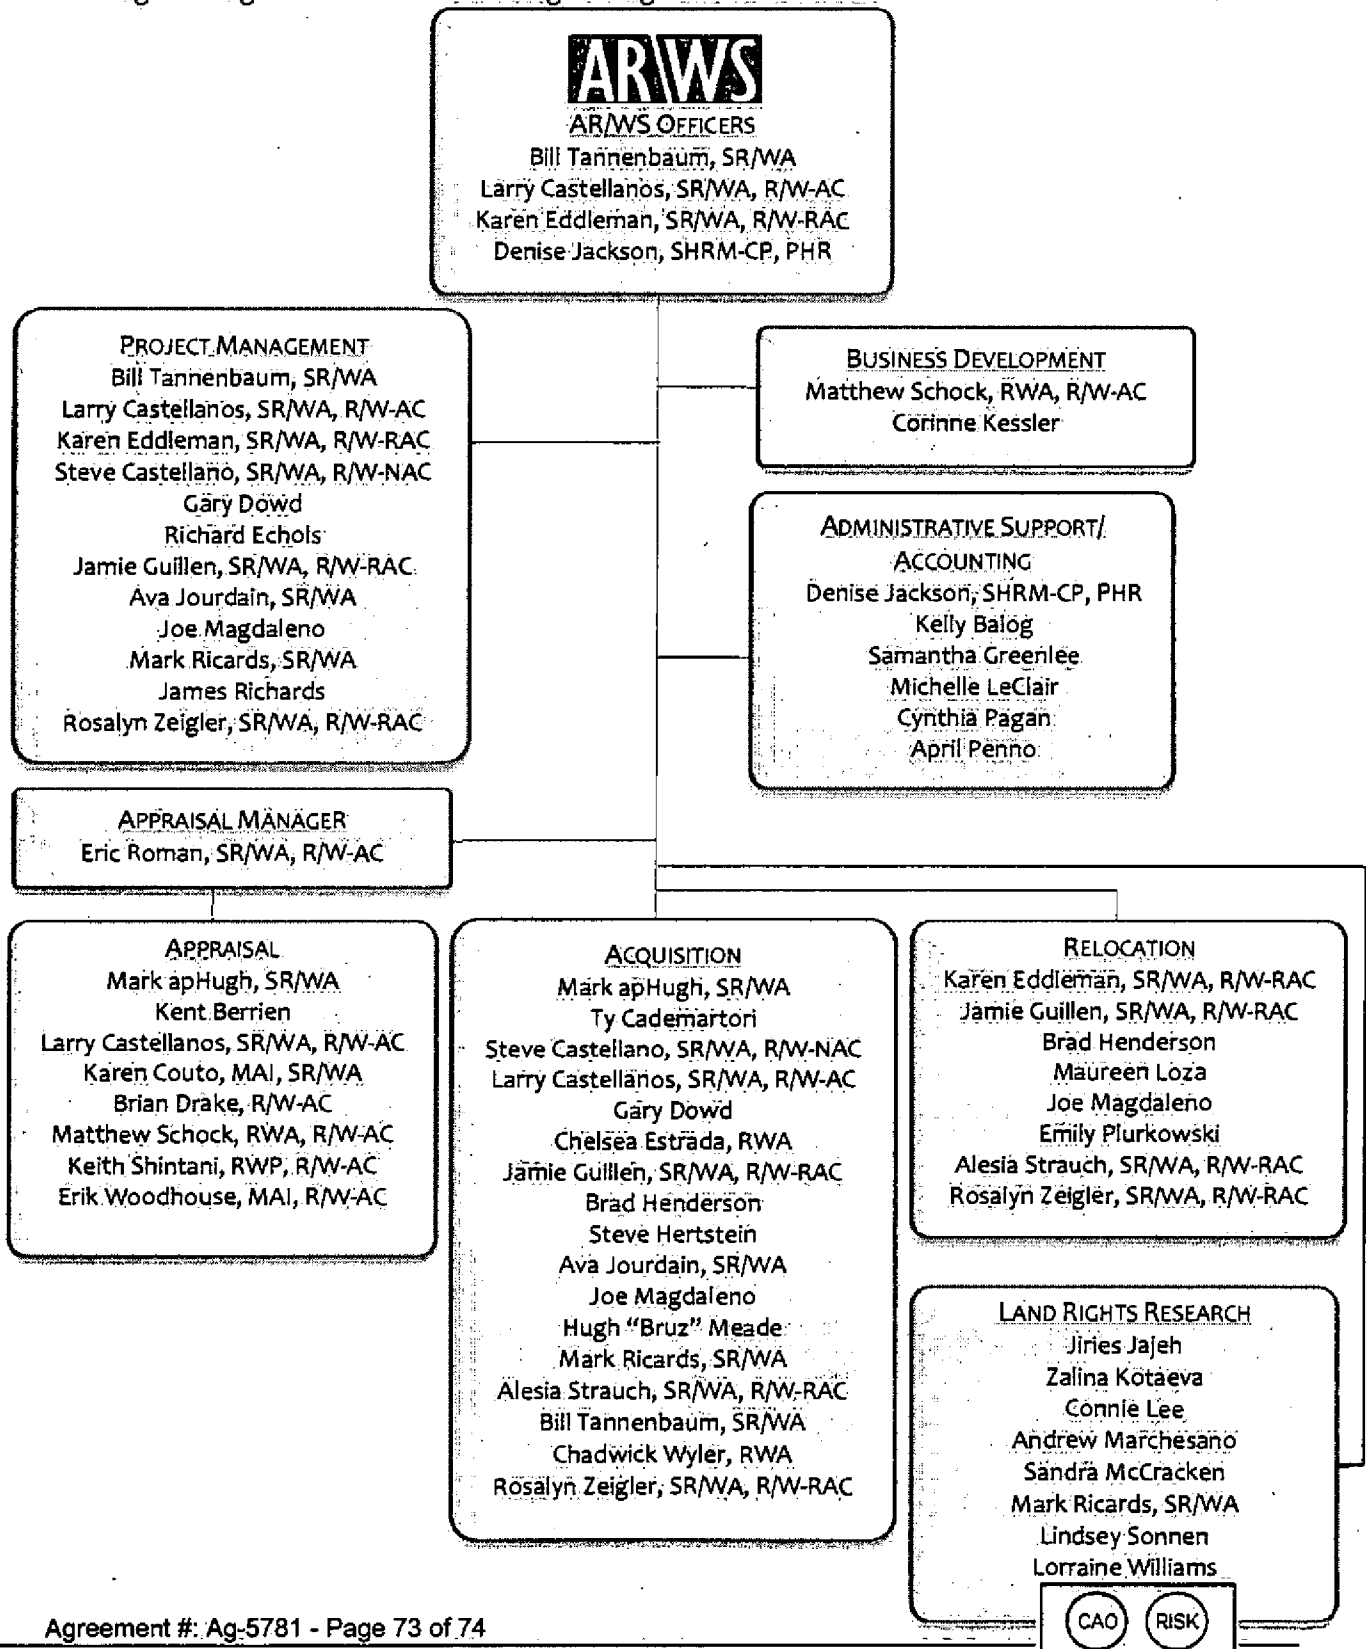 AR/WS
AR/WS OFFICERS
Bill Tannenbaum, SR/WA
Larry Castellanos, SR/WA, R/W-AC
Karen Eddleman, SR/WA, R/W-RAC
Denise Jackson, SHRM-CP, PHR
PROJECT MANAGEMENT
Bill Tannenbaum, SR/WA
Larry Castellanos, SR/WA, R/W-AC
Karen Eddleman, SR/WA, R/W-RAC
Steve Castellano, SR/WA, R/W-NAC
Gary Dowd
Richard Echols
Jamie Guillen, SR/WA, R/W-RAC
Ava Jourdain, SR/WA
Joe Magdaleno
Mark Ricards, SR/WA
James Richards
Rosalyn Zeigler, SR/WA, R/W-RAC
BUSINESS DEVELOPMENT
Matthew Schock, RWA, R/W-AC
Corinne Kessler
ADMINISTRATIVE SUPPORT/
ACCOUNTING
Denise Jackson, SHRM-CP, PHR
Kelly Balog
Samantha Greenlee
Michelle LeClair
Cynthia Pagan
April Penno
APPRAISAL MANAGER
Eric Roman, SR/WA, R/W-AC
APPRAISAL
Mark apHugh, SR/WA
Kent Berrien
Larry Castellanos, SR/WA, R/W-AC
Karen Couto, MAI, SR/WA
Brian Drake, R/W-AC
Matthew Schock, RWA, R/W-AC
Keith Shintani, RWP, R/W-AC
Erik Woodhouse, MAI, R/W-AC
ACQUISITION
Mark apHugh, SR/WA
Ty Cademartori
Steve Castellano, SR/WA, R/W-NAC
Larry Castellanos, SR/WA, R/W-AC
Gary Dowd
Chelsea Estrada, RWA
Jamie Guillen, SR/WA, R/W-RAC
Brad Henderson
Steve Hertstein
Ava Jourdain, SR/WA
Joe Magdaleno
Hugh "Bruz" Meade
Mark Ricards, SR/WA
Alesia Strauch, SR/WA, R/W-RAC
Bill Tannenbaum, SR/WA
Chadwick Wyler, RWA
Rosalyn Zeigler, SR/WA, R/W-RAC
RELOCATION
Karen Eddleman, SR/WA, R/W-RAC
Jamie Guillen, SR/WA, R/W-RAC
Brad Henderson
Maureen Loza
Joe Magdaleno
Emily Plurkowski
Alesia Strauch, SR/WA, R/W-RAC
Rosalyn Zeigler, SR/WA, R/W-RAC
LAND RIGHTS RESEARCH
Jiries Jajeh
Zalina Kotaeva
Connie Lee
Andrew Marchesano
Sandra McCracken
Mark Ricards, SR/WA
Lindsey Sonnen
Lorraine Williams
CAO RISK
Agreement #: Ag-5781 - Page 73 of 74